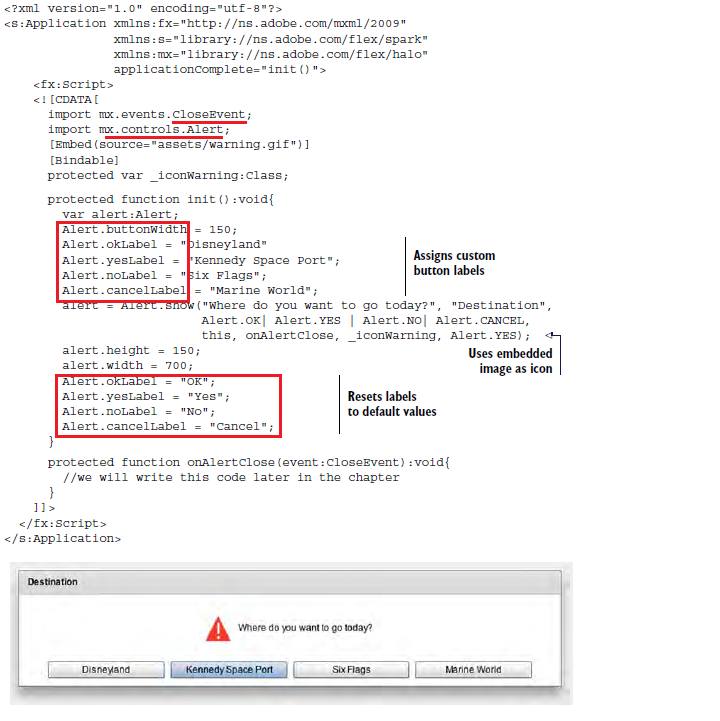 <?xml version="1.0" encoding="utf-8"?>
<s:Application xmlns:fx="http://ns.adobe.com/mxml/2009"
xmlns:s="library://ns.adobe.com/flex/spark"
xmlns:mx="library://ns.adobe.com/flex/halo"
applicationComplete="init()">
<fx:Script>
<![CDATA[
import mx.events.CloseEvent;
import mx.controls.Alert;
[Embed(source="assets/warning.gif")]
[Bindable]
protected var _iconWarning:Class;
protected function init():void{
var alert:Alert;
Alert.buttonWidth = 150;
Alert.okLabel = "Disneyland"
Alert.yesLabel = "Kennedy Space Port";
Alert.noLabel = "Six Flags";
Alert.cancelLabel = "Marine World";
Assigns custom
button labels
alert = Alert.show("Where do you want to go today?", "Destination",
Alert.OK| Alert.YES | Alert.NO| Alert.CANCEL,
this, onAlertClose, _iconWarning, Alert.YES);
Uses embedded
image as icon
alert.height = 150;
alert.width = 700;
Alert.okLabel = "OK";
Alert.yesLabel = "Yes";
Alert.noLabel = "No";
Alert.cancelLabel = "Cancel";
Resets labels
to default values
}
protected function onAlertClose(event:CloseEvent):void{
//we will write this code later in the chapter
}
]]>
</fx:Script>
</s:Application>
Destination
Where do you want to go today?
Disneyland
Kennedy Space Port
Six Flags
Marine World